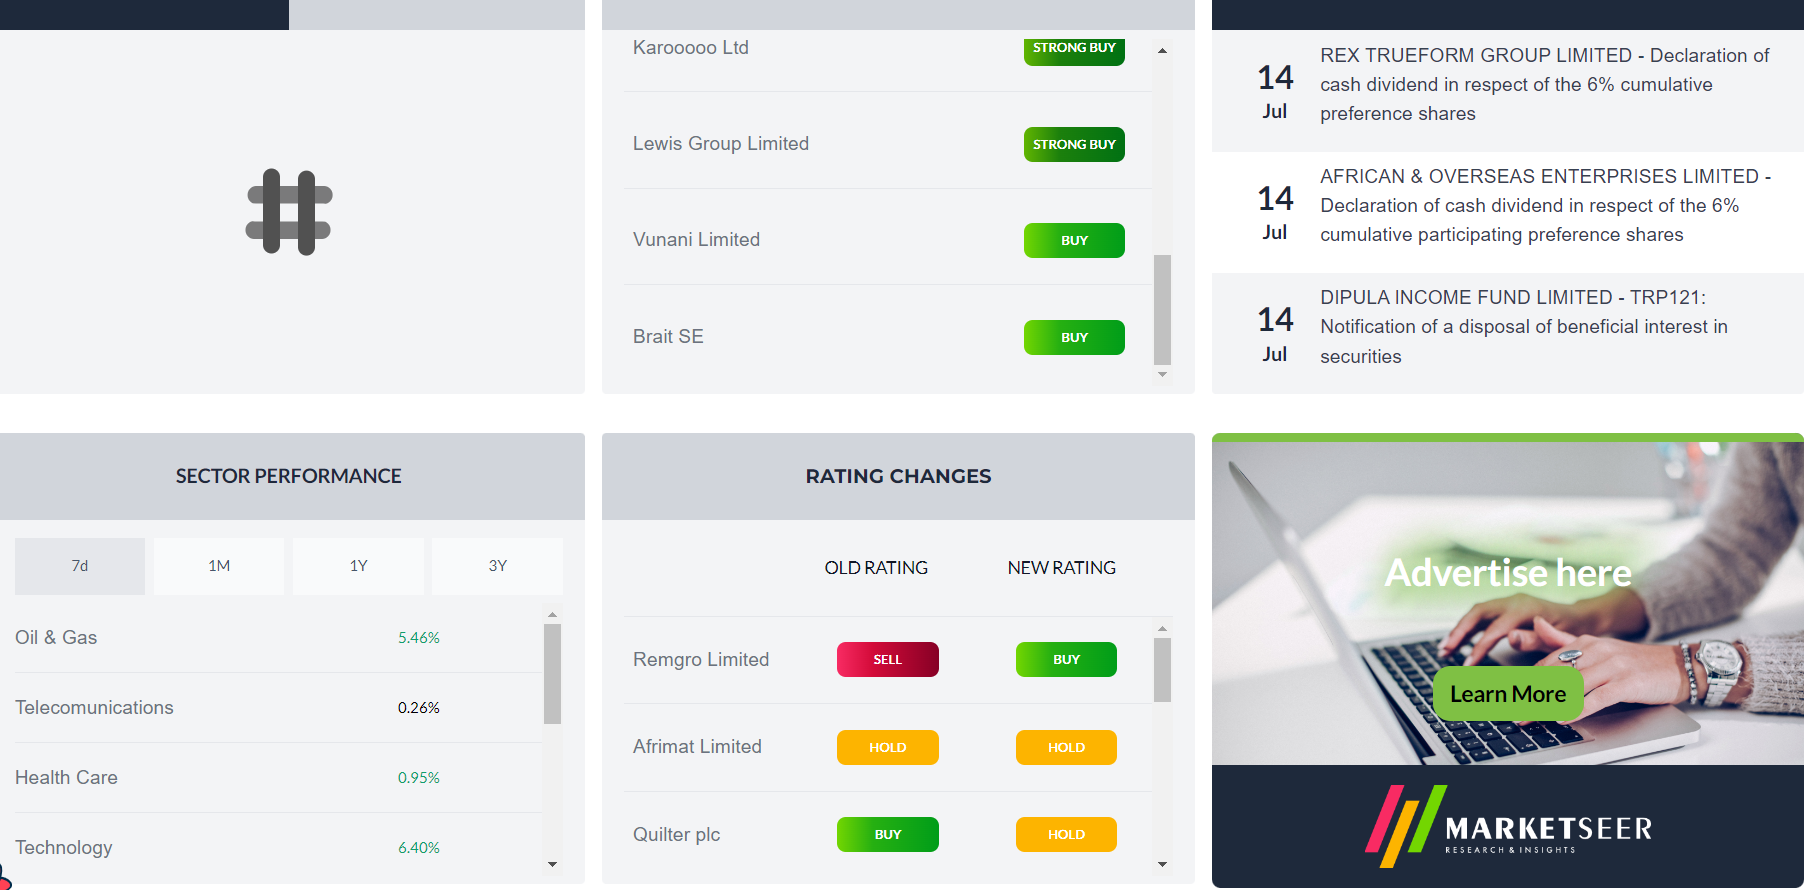 Karooooo Ltd
STRONG BUY
Lewis Group Limited
STRONG BUY
Vunani Limited
BUY
Brait SE
BUY
14
Jul
REX TRUEFORM GROUP LIMITED - Declaration of
cash dividend in respect of the 6% cumulative
preference shares
14
Jul
AFRICAN & OVERSEAS ENTERPRISES LIMITED -
Declaration of cash dividend in respect of the 6%
cumulative participating preference shares
14
Jul
DIPULA INCOME FUND LIMITED - TRP121:
Notification of a disposal of beneficial interest in
securities
SECTOR PERFORMANCE
7d 1M 1Y 3Y
Oil & Gas 5.46%
Telecomunications 0.26%
Health Care 0.95%
Technology 6.40%
RATING CHANGES
OLD RATING NEW RATING
Remgro Limited SELL BUY
Afrimat Limited HOLD HOLD
Quilter plc BUY HOLD
Advertise here
Learn More
MARKETSEER
RESEARCH & INSIGHTS